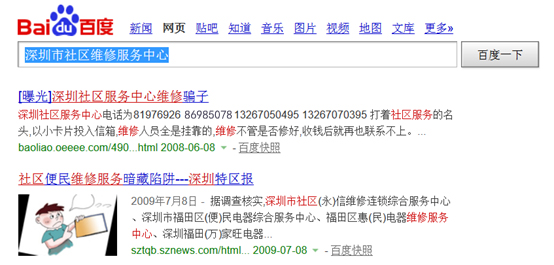 Bai du 百度
新闻 网页 贴吧 知道 音乐 图片 视频 地图 文库 更多»
深圳市社区维修服务中心
百度一下
[曝光]深圳社区服务中心维修骗子
深圳社区服务中心电话为81976926 86985078 13267050495 13267070395 打着社区服务的名
头,以小卡片投入信箱,维修人员全是挂靠的,维修不管是否修好,收钱后就再也联系不上。...
baoliao.oeeee.com/490...html 2008-06-08 - 百度快照
社区便民维修服务暗藏陷阱---深圳特区报
2009年7月8日 - 据调查核实,深圳市社区(永)信维修连锁综合服务中心
、深圳市福田区(便)民电器综合服务中心、福田区惠(民)电器维修服务
中心、深圳福田(万)家旺电器...
sztqb.sznews.com/html... 2009-07-08 - 百度快照